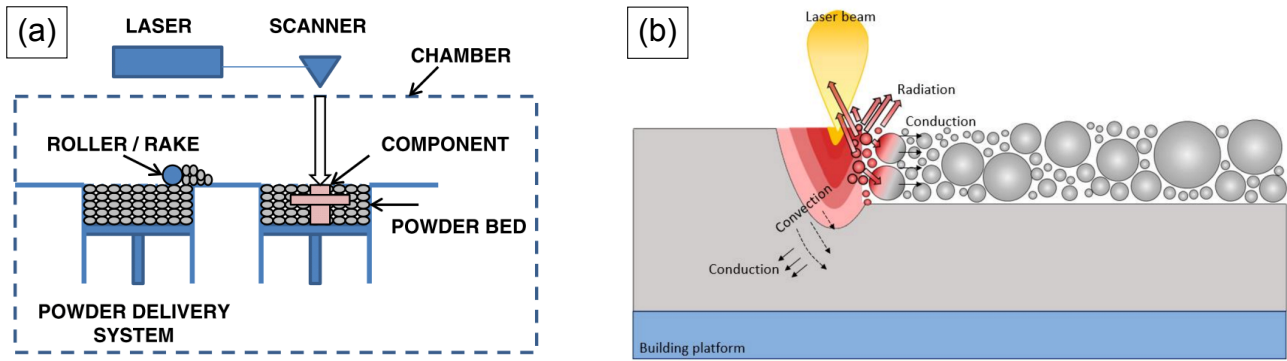 (a)
LASER
SCANNER
CHAMBER
ROLLER / RAKE
COMPONENT
POWDER BED
POWDER DELIVERY
SYSTEM
(b)
Laser beam
Radiation
Conduction
Convection
Conduction
Building platform